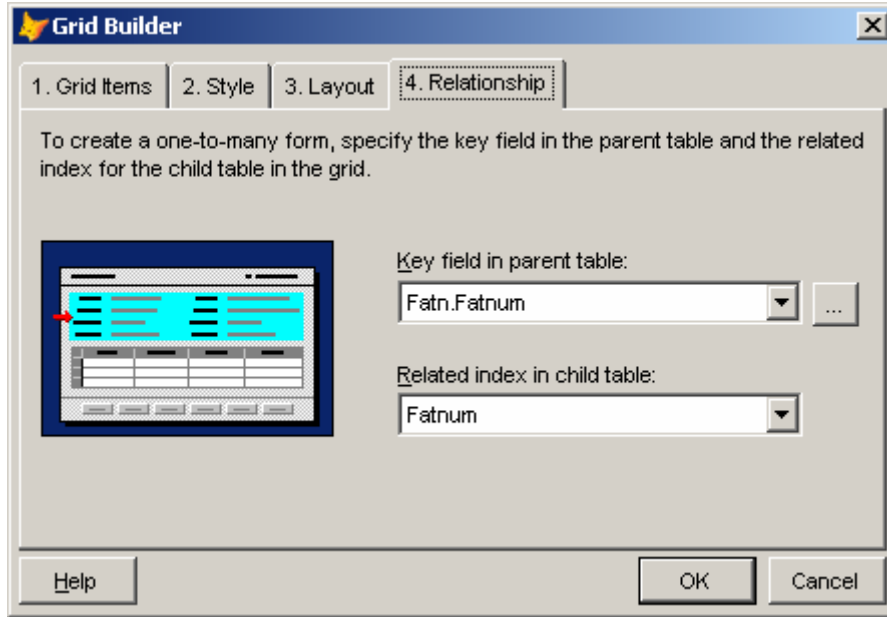 Grid Builder
1. Grid Items
2. Style
3. Layout
4. Relationship
To create a one-to-many form, specify the key field in the parent table and the related
index for the child table in the grid.
Key field in parent table:
Fatn.Fatnum
...
Related index in child table:
Fatnum
Help
OK
Cancel